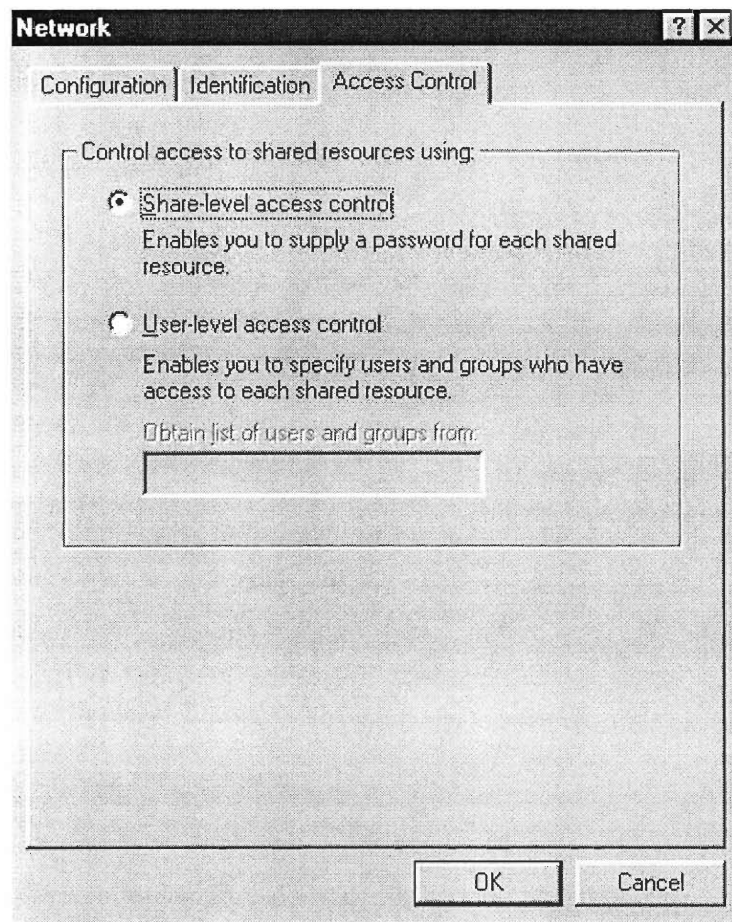 Network
Configuration
Identification
Access Control
Control access to shared resources using:
Share-level access control
Enables you to supply a password for each shared
resource.
User-level access control
Enables you to specify users and groups who have
access to each shared resource.
Obtain list of users and groups from:
OK
Cancel